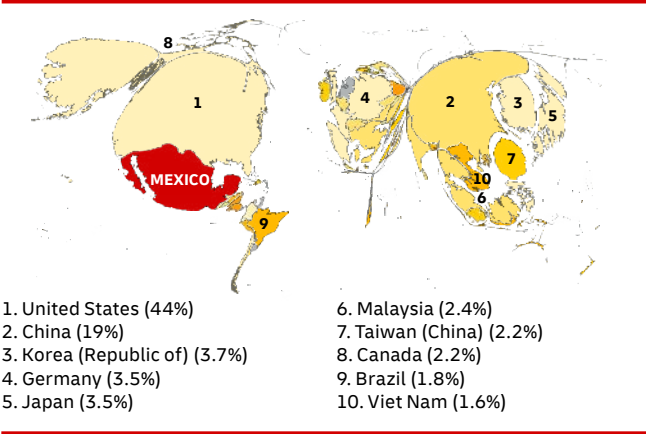 8
4
2
3
1
5
7
MEXICO
10
6
9
1. United States (44%)
2. China (19%)
3. Korea (Republic of) (3.7%)
4. Germany (3.5%)
5. Japan (3.5%)
6. Malaysia (2.4%)
7. Taiwan (China) (2.2%)
8. Canada (2.2%)
9. Brazil (1.8%)
10. Viet Nam (1.6%)